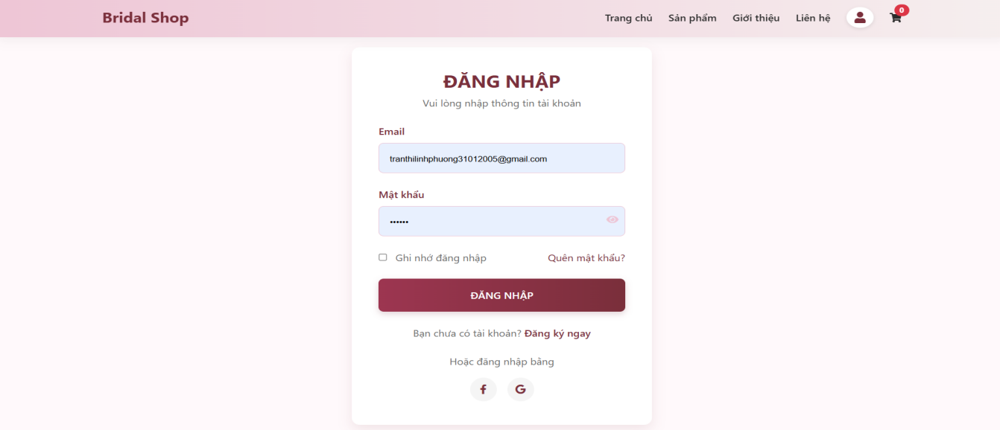 Bridal Shop Trang chủ Sản phẩm Giới thiệu Liên hệ 0
ĐĂNG NHẬP
Vui lòng nhập thông tin tài khoản
Email
tranthilinhphuong31012005@gmail.com
Mật khẩu
••••••
Ghi nhớ đăng nhập Quên mật khẩu?
ĐĂNG NHẬP
Bạn chưa có tài khoản? Đăng ký ngay
Hoặc đăng nhập bằng
f G